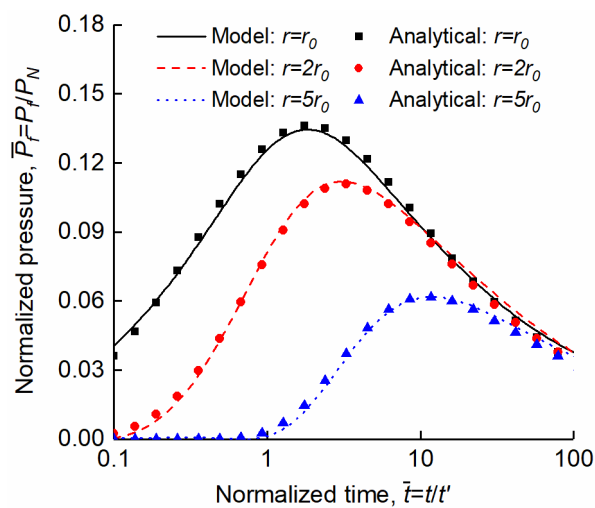 0.18
0.15
0.12
0.09
0.06
0.03
0.00
Normalized pressure, P̄f=Pf/PN
Model: r=r0 Analytical: r=r0
Model: r=2r0 Analytical: r=2r0
Model: r=5r0 Analytical: r=5r0
0.1 1 10 100
Normalized time, t̄=t/t'